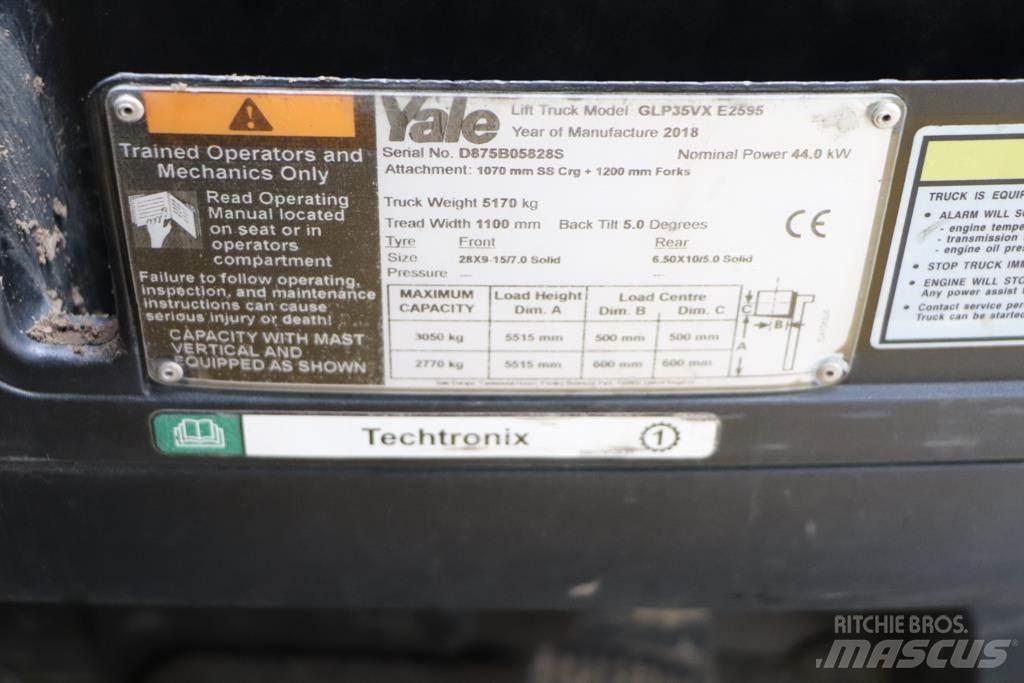 Trained Operators and
Mechanics Only
Read Operating
Manual located
on seat or in
operators
compartment
Failure to follow operating,
inspection, and maintenance
instructions can cause
serious injury or death!
CAPACITY WITH MAST
VERTICAL AND
EQUIPPED AS SHOWN
Yale Lift Truck Model GLP35VX E2595
Year of Manufacture 2018
Serial No. D875B05828S Nominal Power 44.0 kW
Attachment: 1070 mm SS Crg + 1200 mm Forks
Truck Weight 5170 kg
Tread Width 1100 mm Back Tilt 5.0 Degrees
Tyre Front Rear
Size 28X9-15/7.0 Solid 6.50X10/5.0 Solid
Pressure --- ---
MAXIMUM CAPACITY Load Height Dim. A Load Centre Dim. B Dim. C
3050 kg 5515 mm 500 mm 500 mm
2770 kg 5515 mm 600 mm 600 mm
C
B
A
CE
TRUCK IS EQUIP
• ALARM WILL S
- engine tempe
- transmission
- engine oil pres
• STOP TRUCK IMM
• ENGINE WILL STO
Any power assist
• Contact service per
Truck can be started
Techtronix 1
RITCHIE BROS.
MASCUS